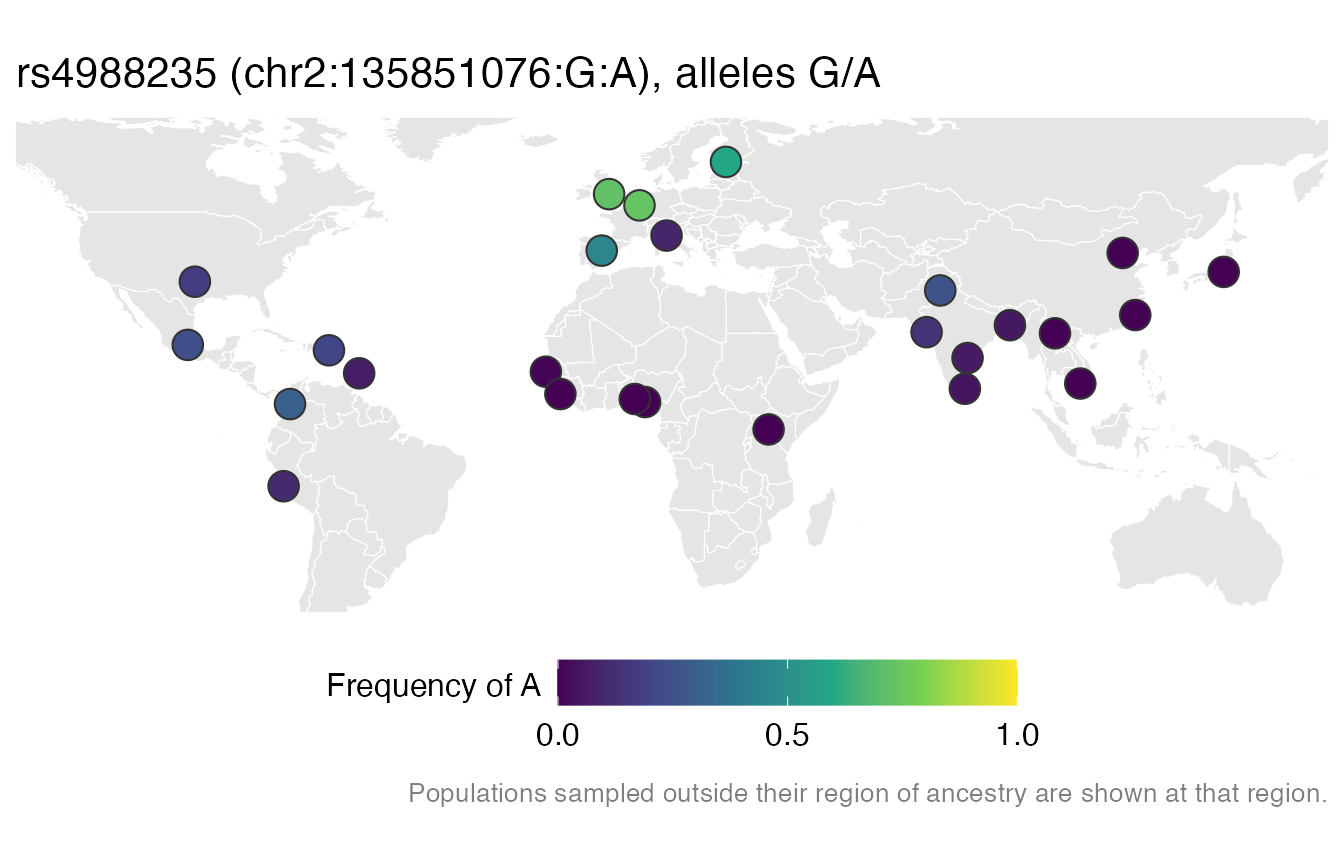 rs4988235 (chr2:135851076:G:A), alleles G/A
Frequency of A
0.0 0.5 1.0
Populations sampled outside their region of ancestry are shown at that region.